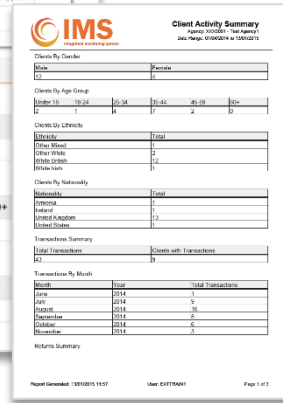 IMS
integrated monitoring system
Client Activity Summary
Agency: XXX0001 - Test Agency1
Date Range: 01/04/2014 to 13/01/2015
Clients By Gender
Male Female
12 4
Clients By Age Group
Under 18 18-24 25-34 35-44 45-59 60+
2 1 4 7 2 0
Clients By Ethnicity
Ethnicity Total
Other Mixed 1
Other White 2
White British 12
White Irish 1
Clients By Nationality
Nationality Total
Armenia 1
Ireland 1
United Kingdom 13
United States 1
Transactions Summary
Total Transactions Clients with Transactions
43 9
Transactions By Month
Month Year Total Transactions
June 2014 1
July 2014 9
August 2014 16
September 2014 8
October 2014 6
November 2014 3
Returns Summary
Report Generated: 13/01/2015 11:57 User: EXTTRAIN1 Page 1 of 3